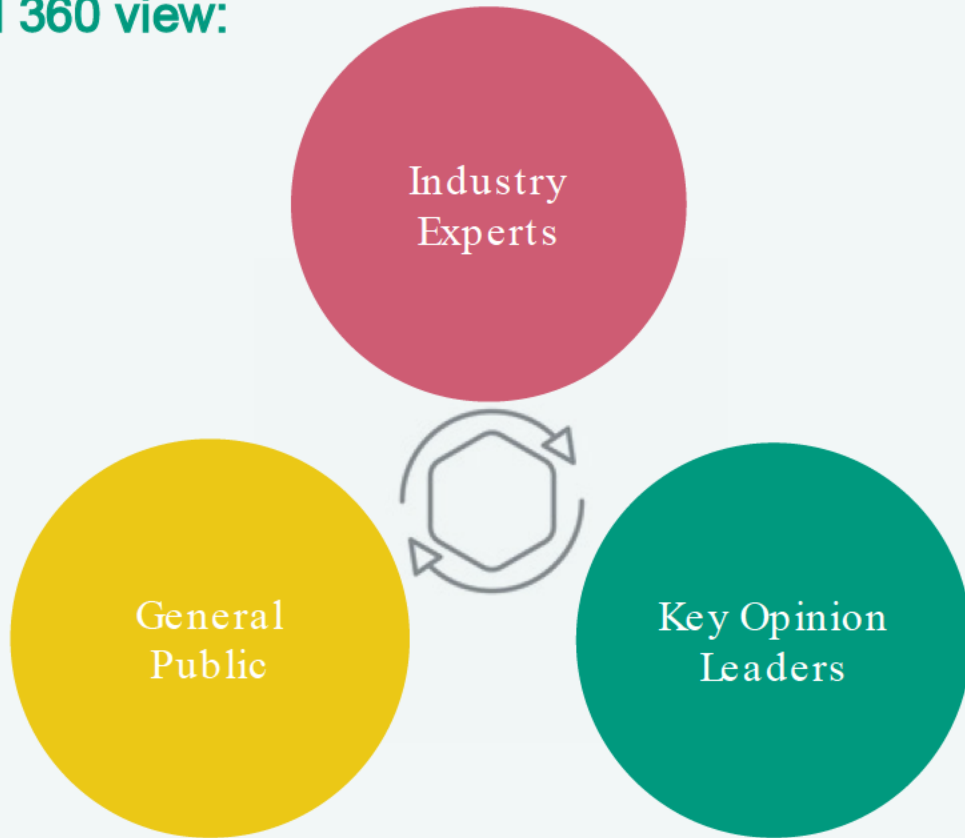 360 view:
Industry
Experts
General
Public
Key Opinion
Leaders